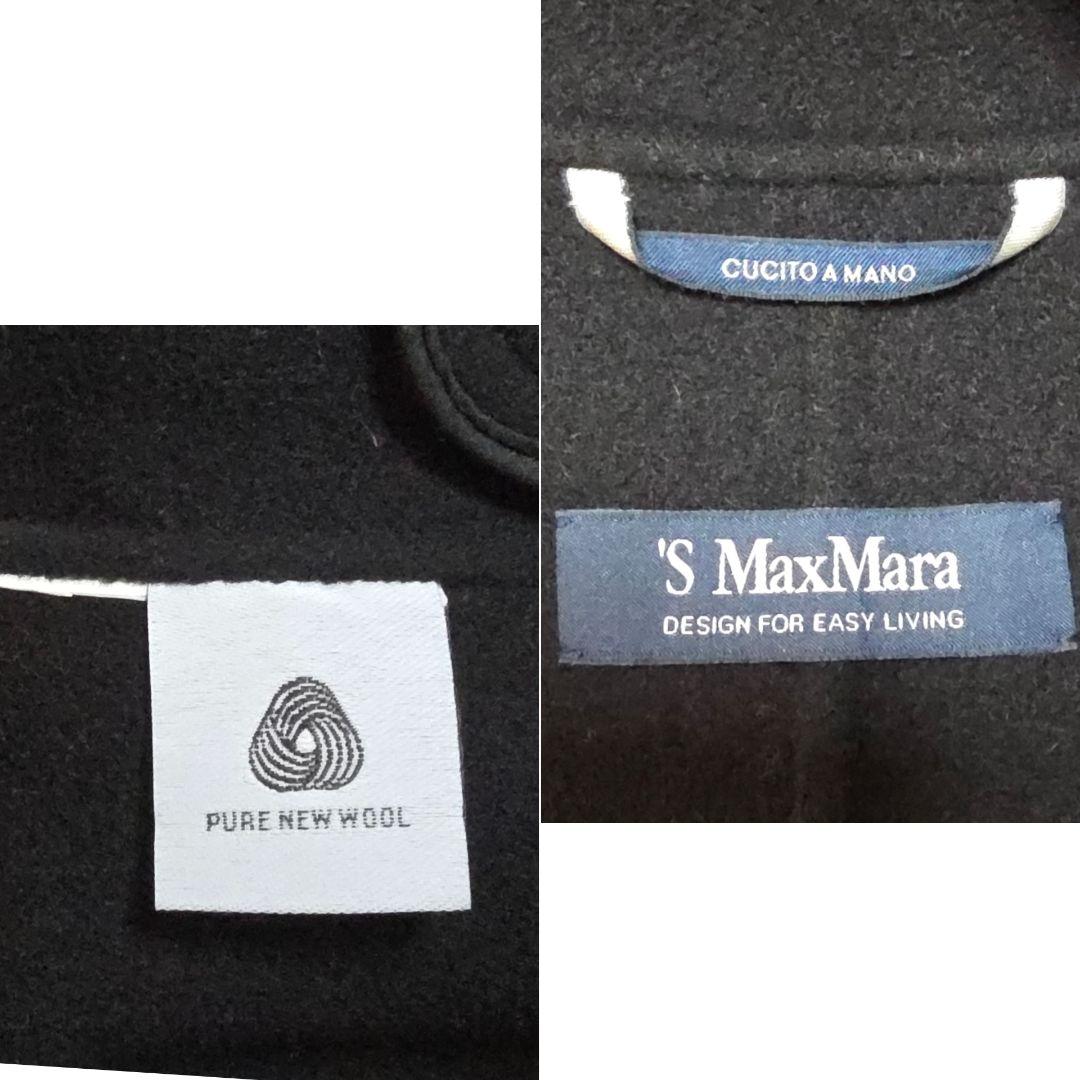 CUCITO A MANO
'S MaxMara
DESIGN FOR EASY LIVING
PURE NEW WOOL